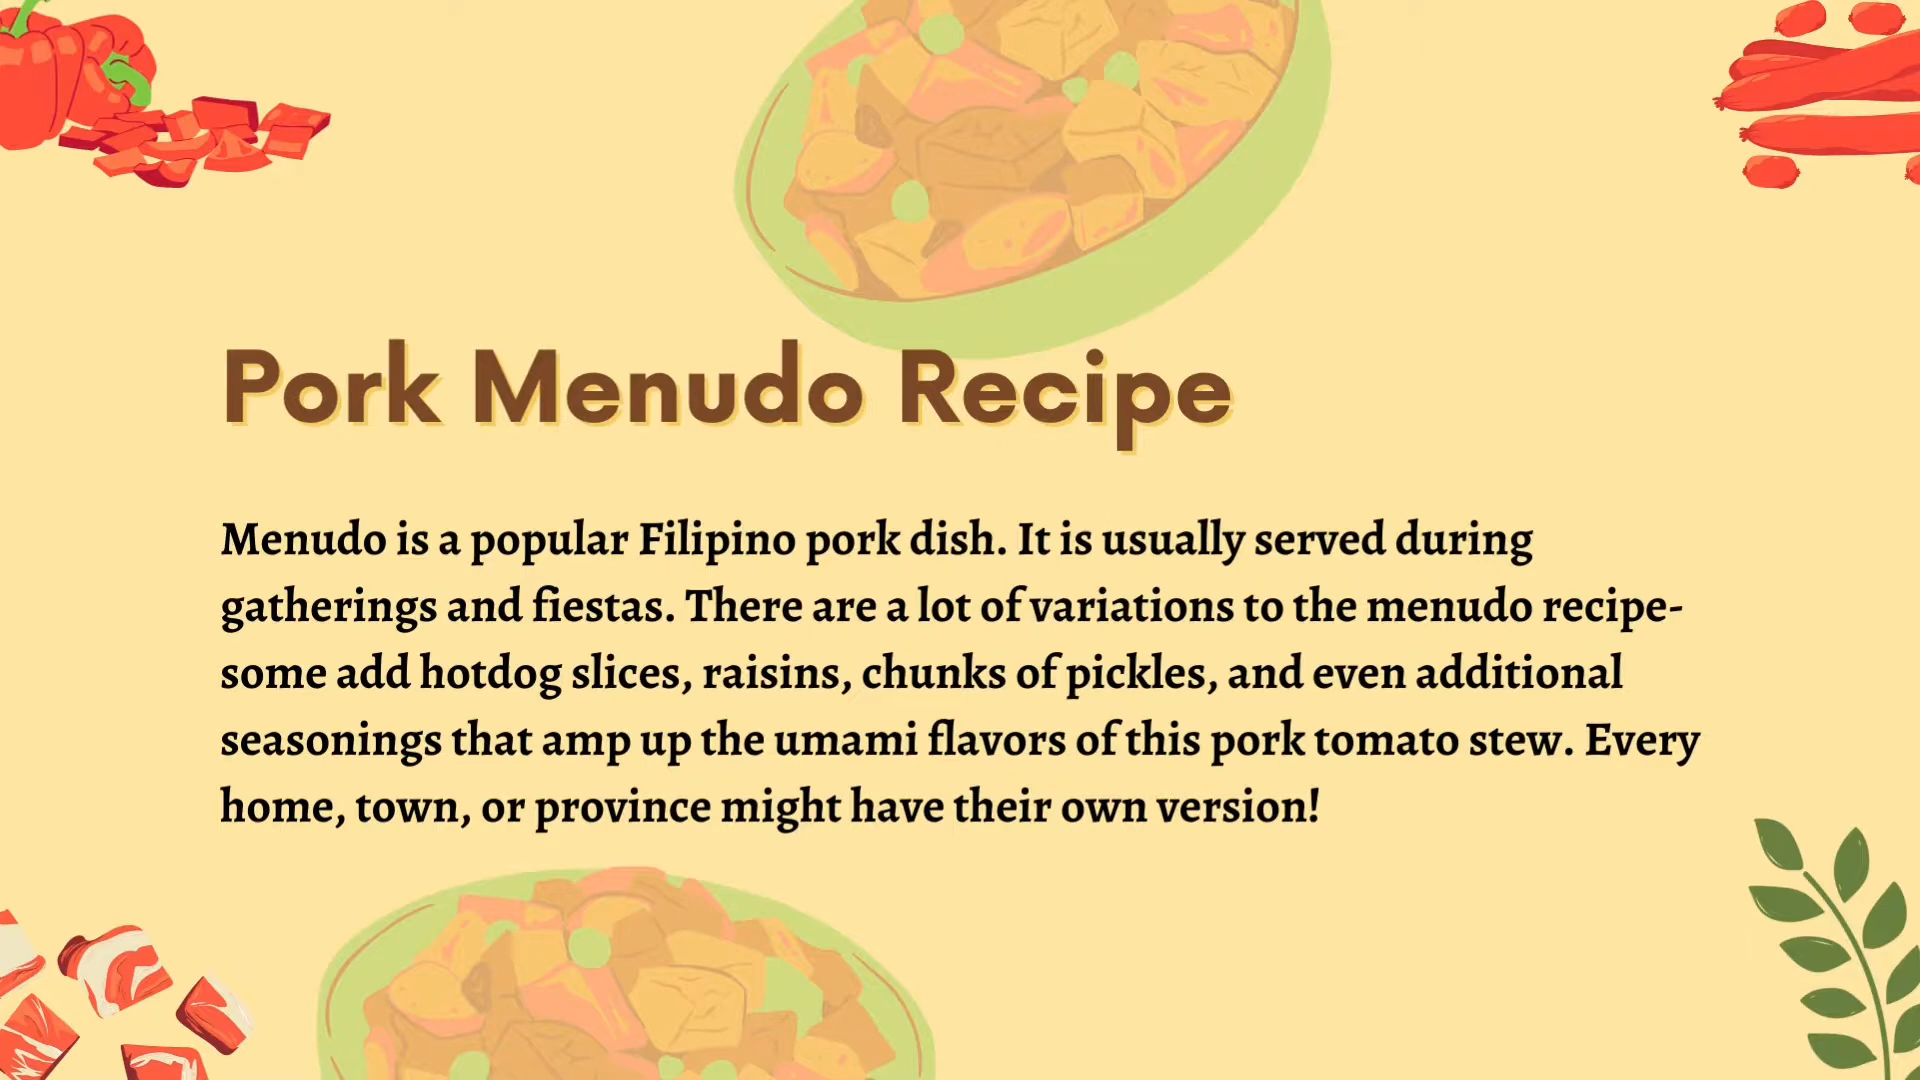 Pork Menudo Recipe
Menudo is a popular Filipino pork dish. It is usually served during
gatherings and fiestas. There are a lot of variations to the menudo recipe-
some add hotdog slices, raisins, chunks of pickles, and even additional
seasonings that amp up the umami flavors of this pork tomato stew. Every
home, town, or province might have their own version!